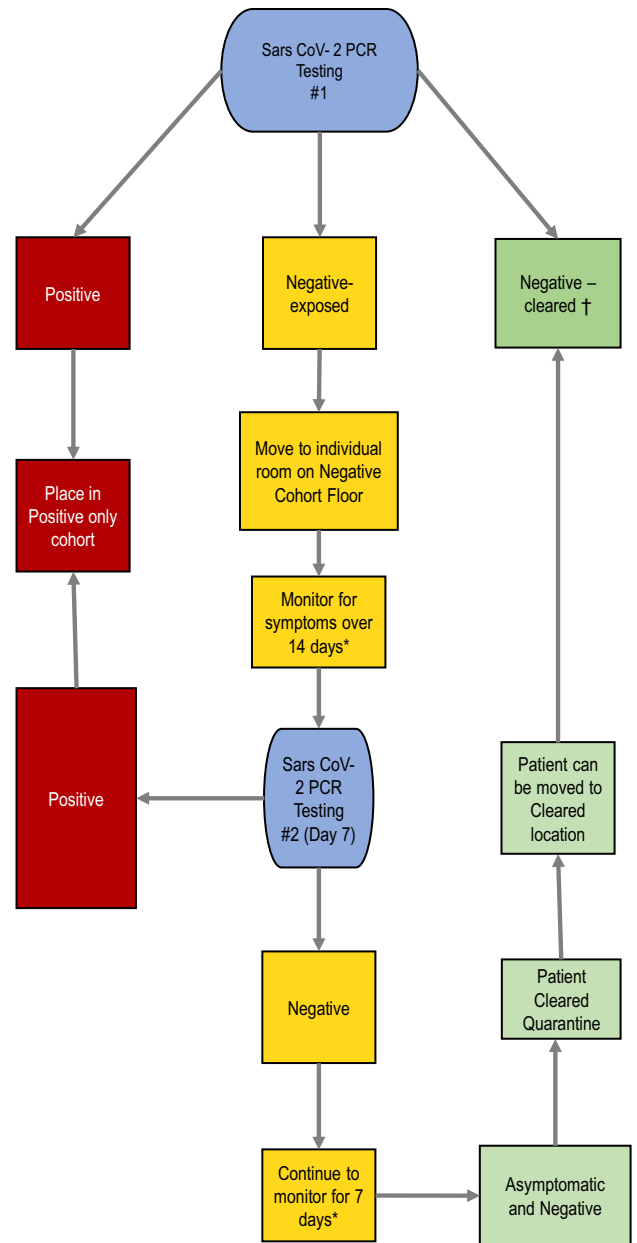 Sars CoV- 2 PCR
Testing
#1
Positive
Negative-
exposed
Negative –
cleared †
Move to individual
room on Negative
Cohort Floor
Place in
Positive only
cohort
Monitor for
symptoms over
14 days*
Positive
Sars CoV-
2 PCR
Testing
#2 (Day 7)
Patient can
be moved to
Cleared
location
Negative
Patient
Cleared
Quarantine
Continue to
monitor for 7
days*
Asymptomatic
and Negative